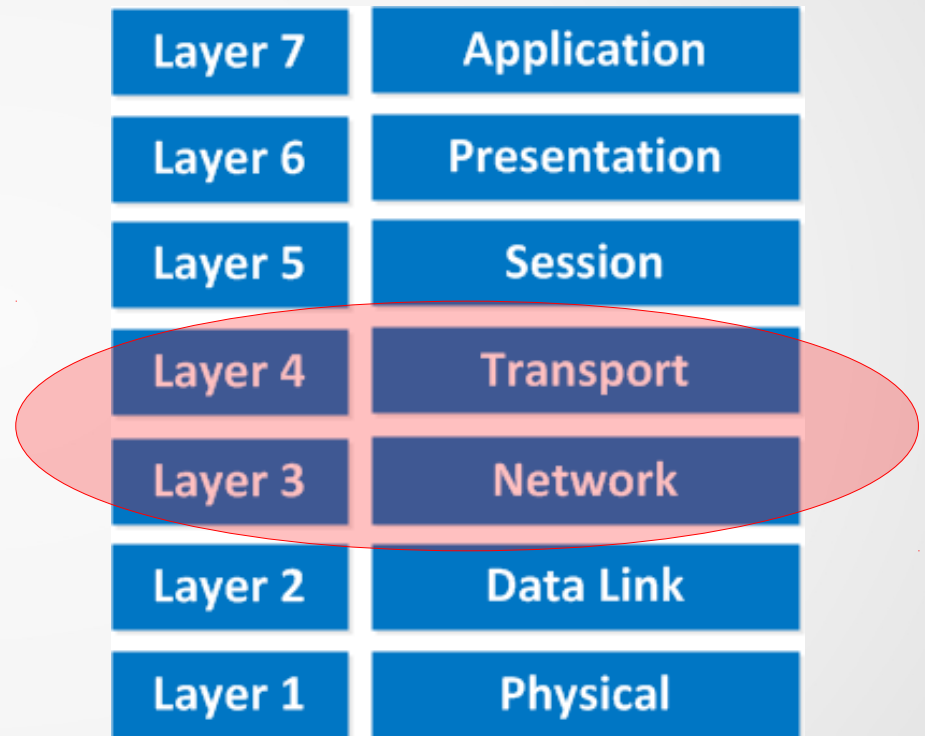 Layer 7 Application
Layer 6 Presentation
Layer 5 Session
Layer 4 Transport
Layer 3 Network
Layer 2 Data Link
Layer 1 Physical